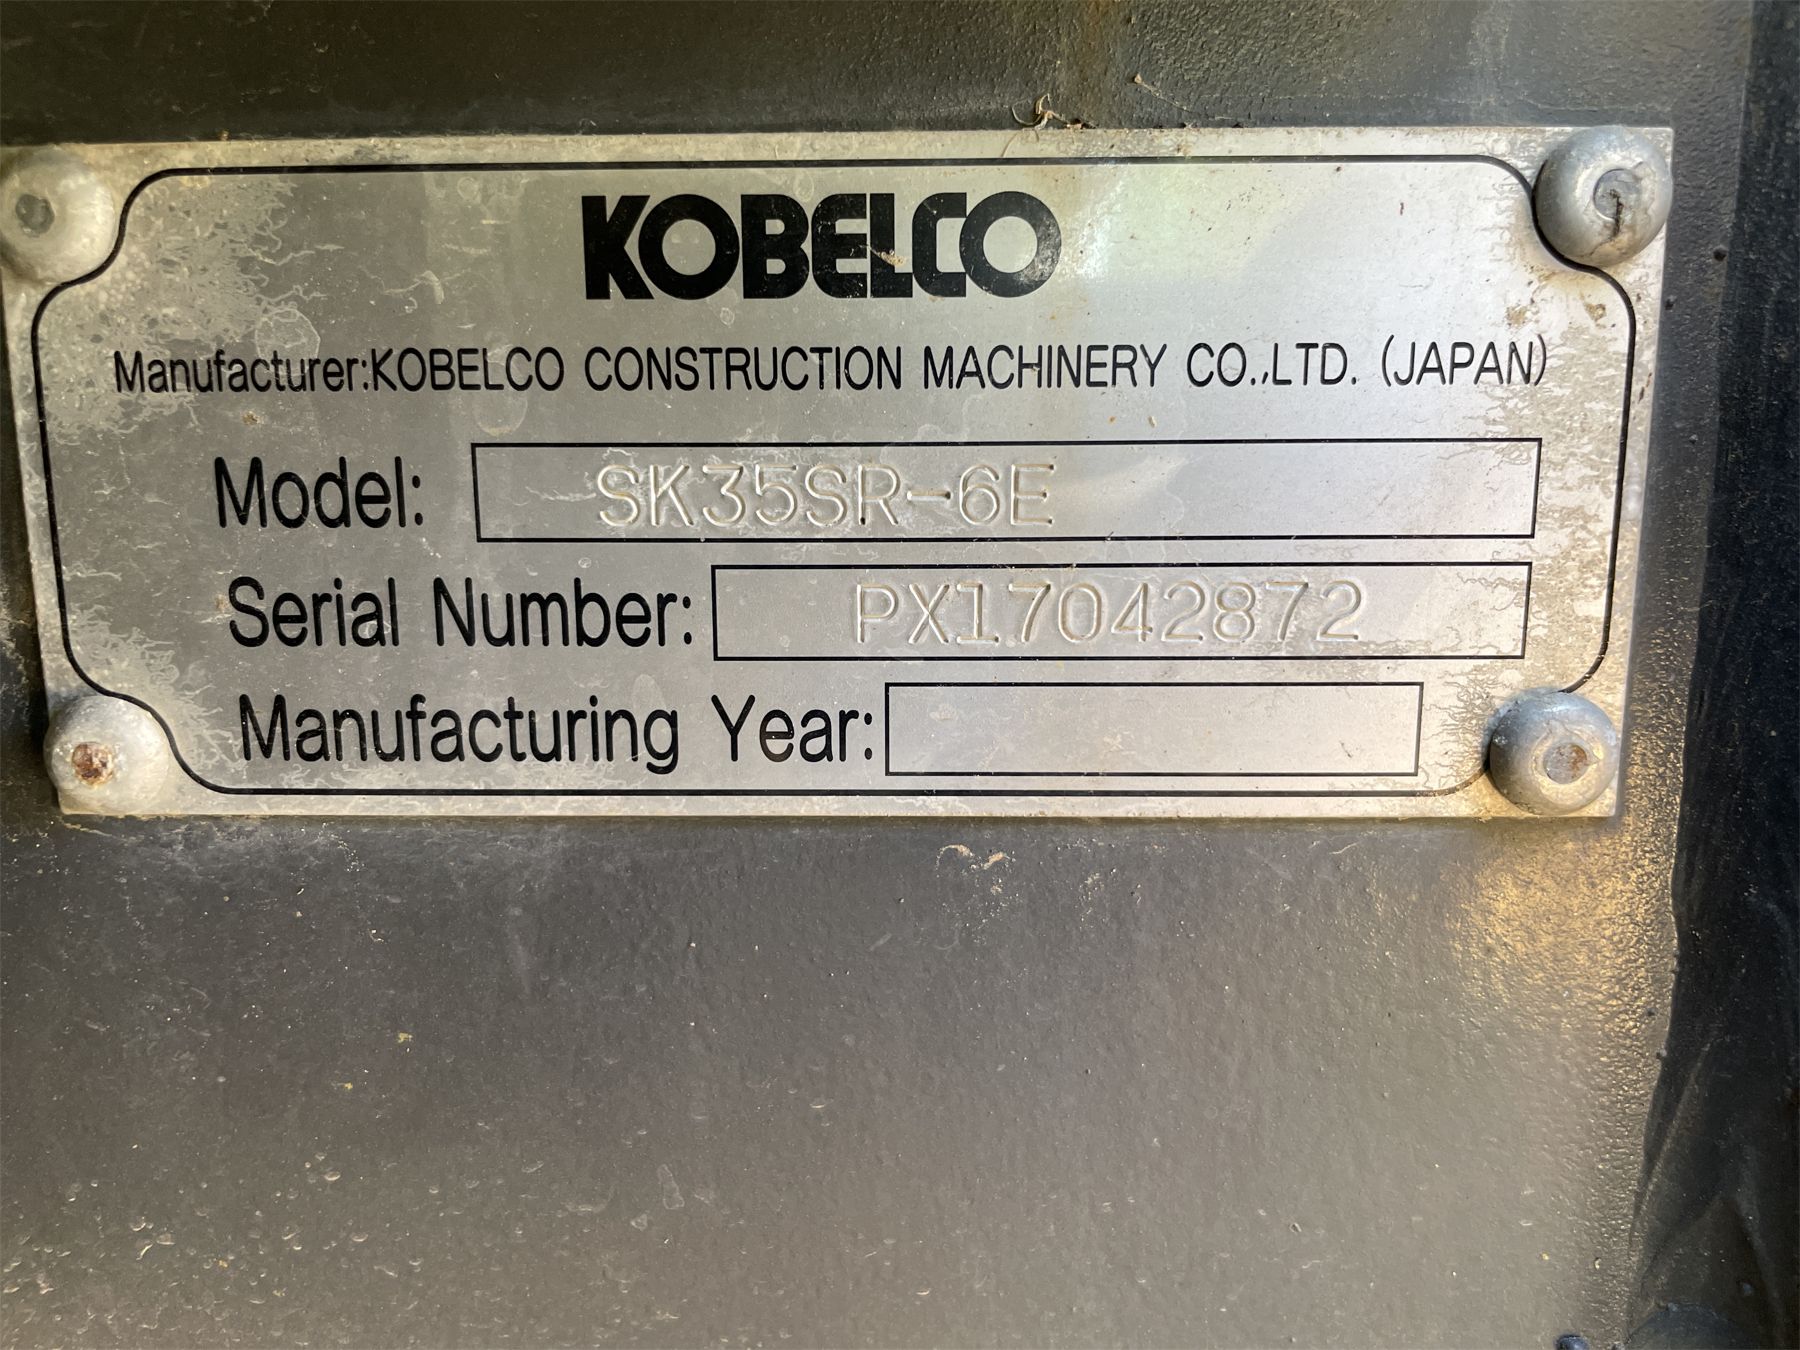 KOBELCO
Manufacturer:KOBELCO CONSTRUCTION MACHINERY CO.,LTD. (JAPAN)
Model: SK35SR-6E
Serial Number: PX17042872
Manufacturing Year: